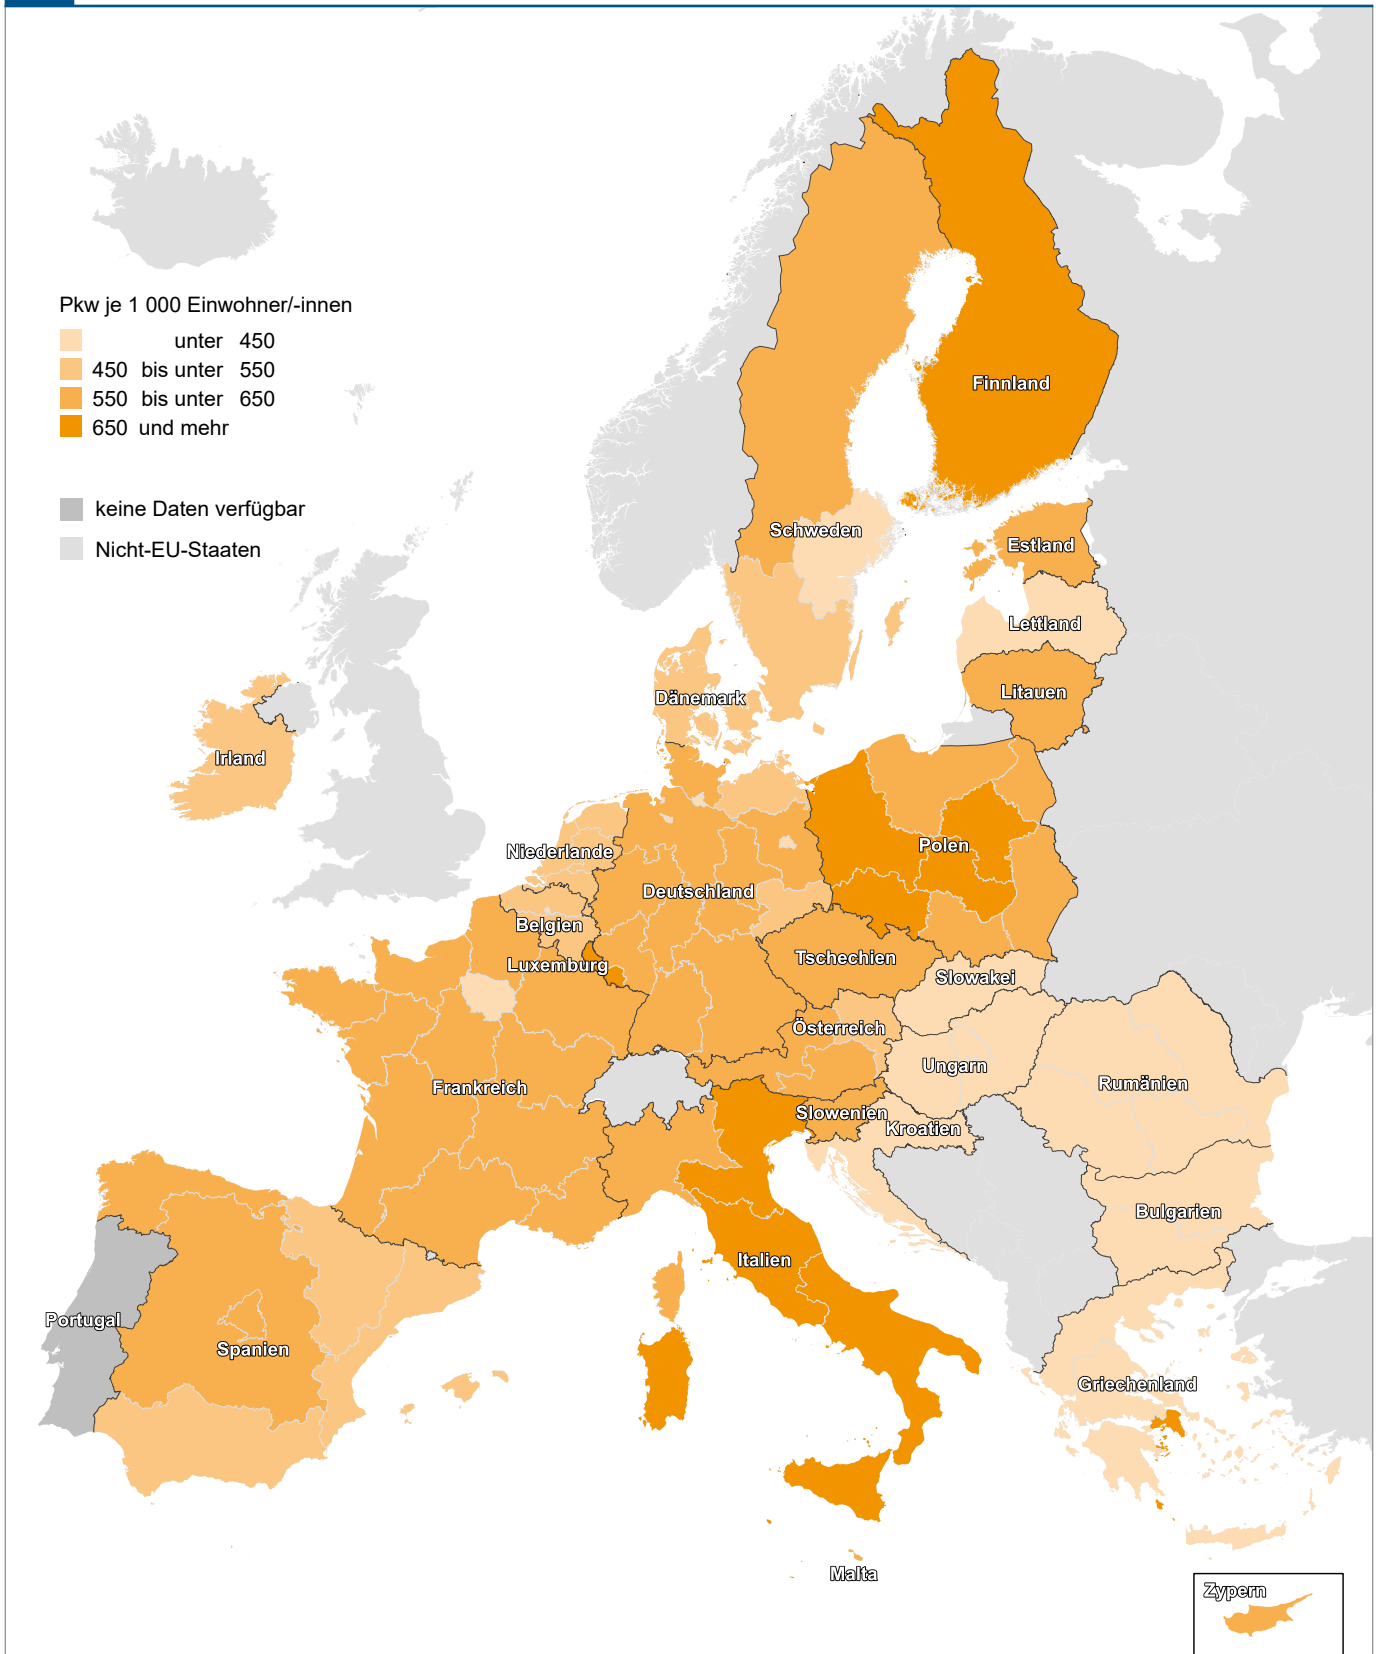 Pkw je 1 000 Einwohner/-innen
unter 450
450 bis unter 550
550 bis unter 650
650 und mehr
keine Daten verfügbar
Nicht-EU-Staaten
Finnland
Schweden
Estland
Lettland
Litauen
Dänemark
Irland
Polen
Niederlande
Deutschland
Belgien
Tschechien
Luxemburg
Slowakei
Österreich
Ungarn
Rumänien
Frankreich
Slowenien
Kroatien
Bulgarien
Italien
Portugal
Spanien
Griechenland
Malta
Zypern